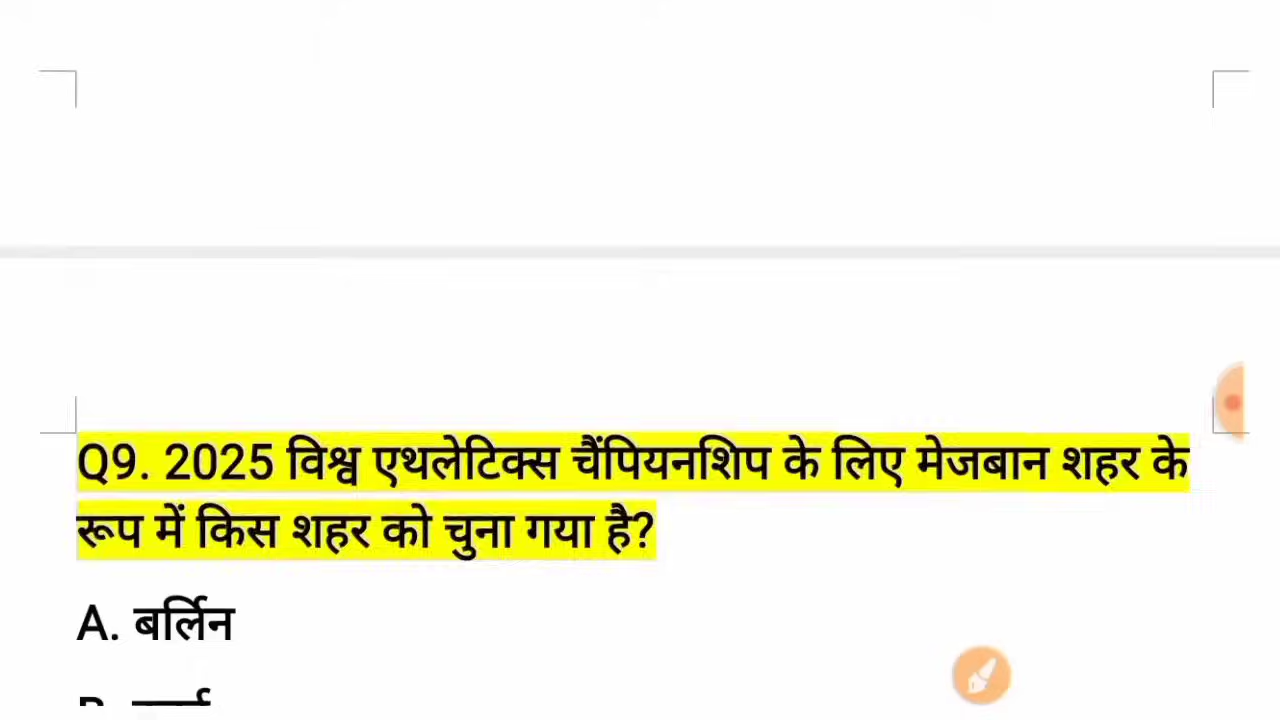 Q9. 2025 विश्व एथलेटिक्स चैंपियनशिप के लिए मेजबान शहर के
रूप में किस शहर को चुना गया है?
A. बर्लिन
B.